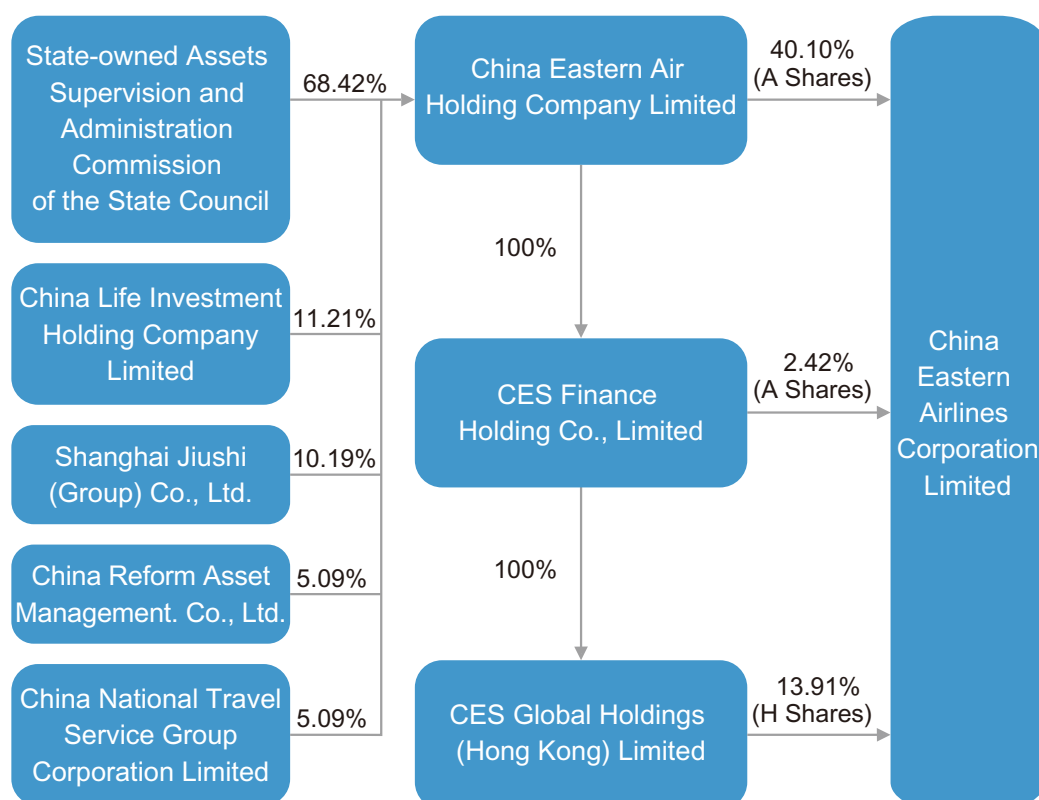 State-owned Assets
Supervision and
Administration
Commission
of the State Council
68.42%
China Eastern Air
Holding Company Limited
40.10%
(A Shares)
100%
China Life Investment
Holding Company
Limited
11.21%
CES Finance
Holding Co., Limited
2.42%
(A Shares)
China
Eastern
Airlines
Corporation
Limited
Shanghai Jiushi
(Group) Co., Ltd.
10.19%
100%
China Reform Asset
Management. Co., Ltd.
5.09%
China National Travel
Service Group
Corporation Limited
5.09%
CES Global Holdings
(Hong Kong) Limited
13.91%
(H Shares)